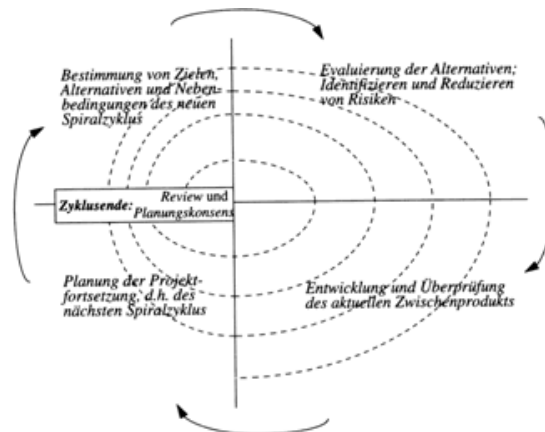 Bestimmung von Zielen,
Alternativen und Neben-
bedingungen des neuen
Spiralzyklus
Evaluierung der Alternativen;
Identifizieren und Reduzieren
von Risiken
Zyklusende: Review und
Planungskonsens
Planung der Projekt-
fortsetzung, d.h. des
nächsten Spiralzyklus
Entwicklung und Überprüfung
des aktuellen Zwischenprodukts